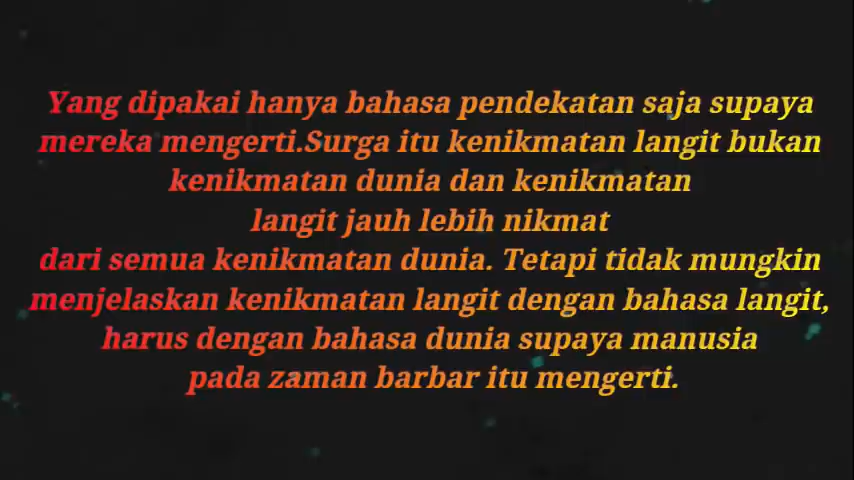 Yang dipakai hanya bahasa pendekatan saja supaya
mereka mengerti.Surga itu kenikmatan langit bukan
kenikmatan dunia dan kenikmatan
langit jauh lebih nikmat
dari semua kenikmatan dunia. Tetapi tidak mungkin
menjelaskan kenikmatan langit dengan bahasa langit,
harus dengan bahasa dunia supaya manusia
pada zaman barbar itu mengerti.